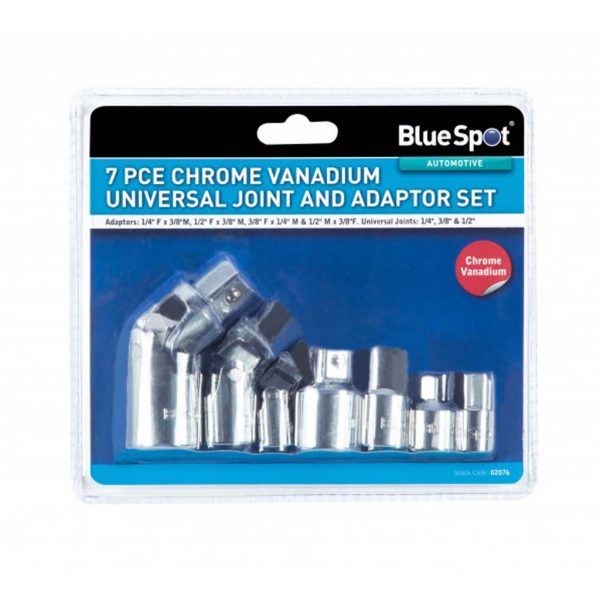 BlueSpot®
AUTOMOTIVE
7 PCE CHROME VANADIUM
UNIVERSAL JOINT AND ADAPTOR SET
Adaptors: 1/4" F x 3/8"M, 1/2" F x 3/8" M, 3/8" F x 1/4" M & 1/2" M x 3/8"F. Universal Joints: 1/4", 3/8" & 1/2"
Chrome
Vanadium
Stock Code: 02076